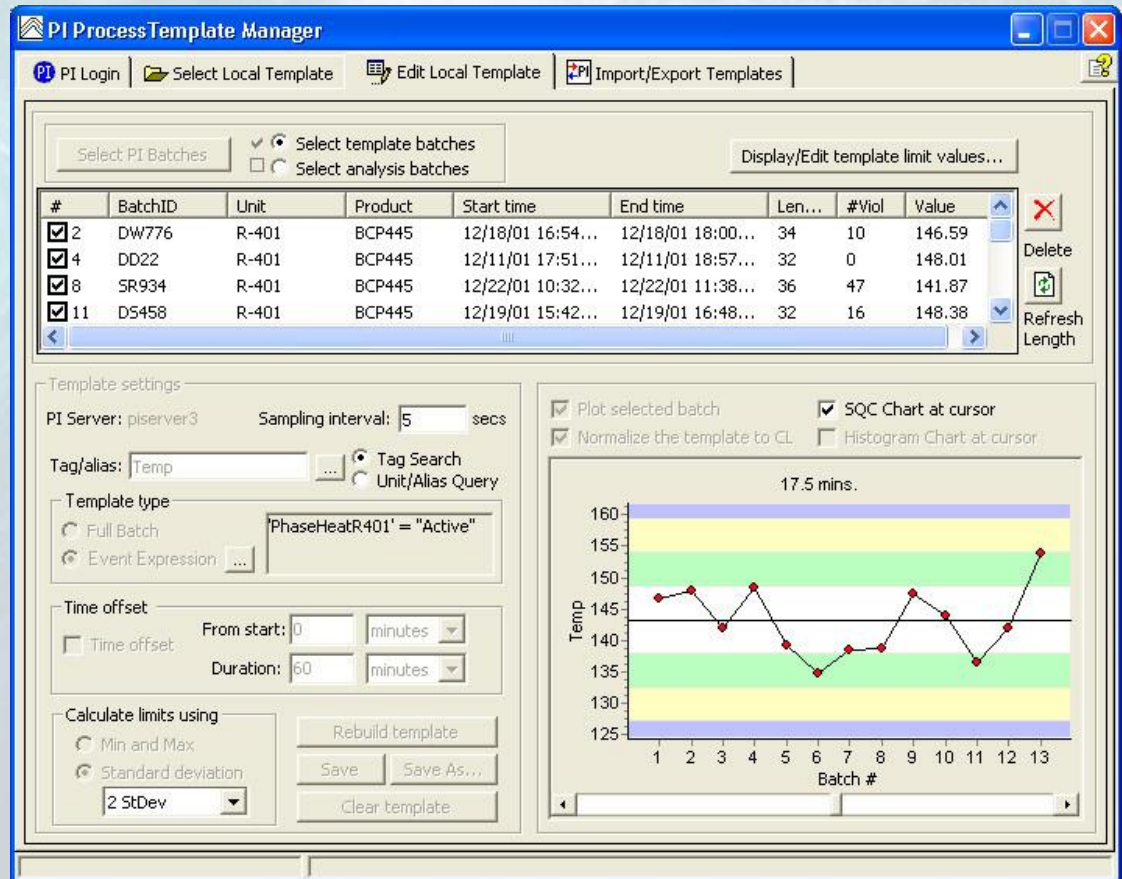 PI ProcessTemplate Manager
PI PI Login Select Local Template Edit Local Template PI Import/Export Templates
Select PI Batches
Select template batches
Select analysis batches
Display/Edit template limit values...
# BatchID Unit Product Start time End time Len... #Viol Value
2 DW776 R-401 BCP445 12/18/01 16:54... 12/18/01 18:00... 34 10 146.59
4 DD22 R-401 BCP445 12/11/01 17:51... 12/11/01 18:57... 32 0 148.01
8 SR934 R-401 BCP445 12/22/01 10:32... 12/22/01 11:38... 36 47 141.87
11 DS458 R-401 BCP445 12/19/01 15:42... 12/19/01 16:48... 32 16 148.38
Delete
Refresh
Length
Template settings
PI Server: piserver3 Sampling interval: 5 secs
Tag/alias: Temp ... Tag Search
Unit/Alias Query
Template type
Full Batch
Event Expression ...
'PhaseHeatR401' = "Active"
Time offset
Time offset
From start: 0 minutes
Duration: 60 minutes
Calculate limits using
Min and Max
Standard deviation
2 StDev
Rebuild template
Save Save As...
Clear template
Plot selected batch SQC Chart at cursor
Normalize the template to CL Histogram Chart at cursor
17.5 mins.
160
155
150
145
140
135
130
125
Temp
1 2 3 4 5 6 7 8 9 10 11 12 13
Batch #